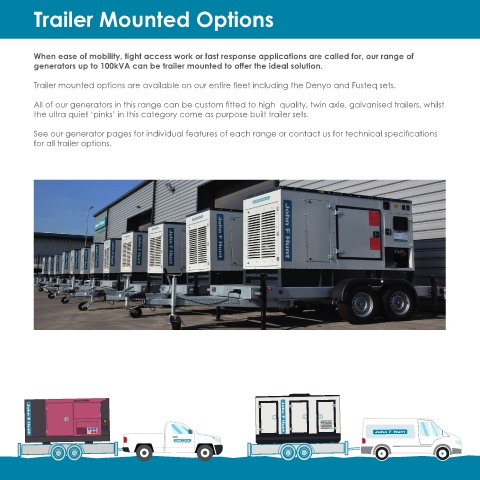 Trailer Mounted Options
When ease of mobility, tight access work or fast response applications are called for, our range of
generators up to 100kVA can be trailer mounted to offer the ideal solution.
Trailer mounted options are available on our entire fleet including the Denyo and Fusteq sets.
All of our generators in this range can be custom fitted to high quality, twin axle, galvanised trailers, whilst
the ultra quiet ‘pinks’ in this category come as purpose built trailer sets.
See our generator pages for individual features of each range or contact us for technical specifications
for all trailer options.
John F Hunt
John F Hunt
John F Hunt
John F Hunt
John F Hunt
John F Hunt